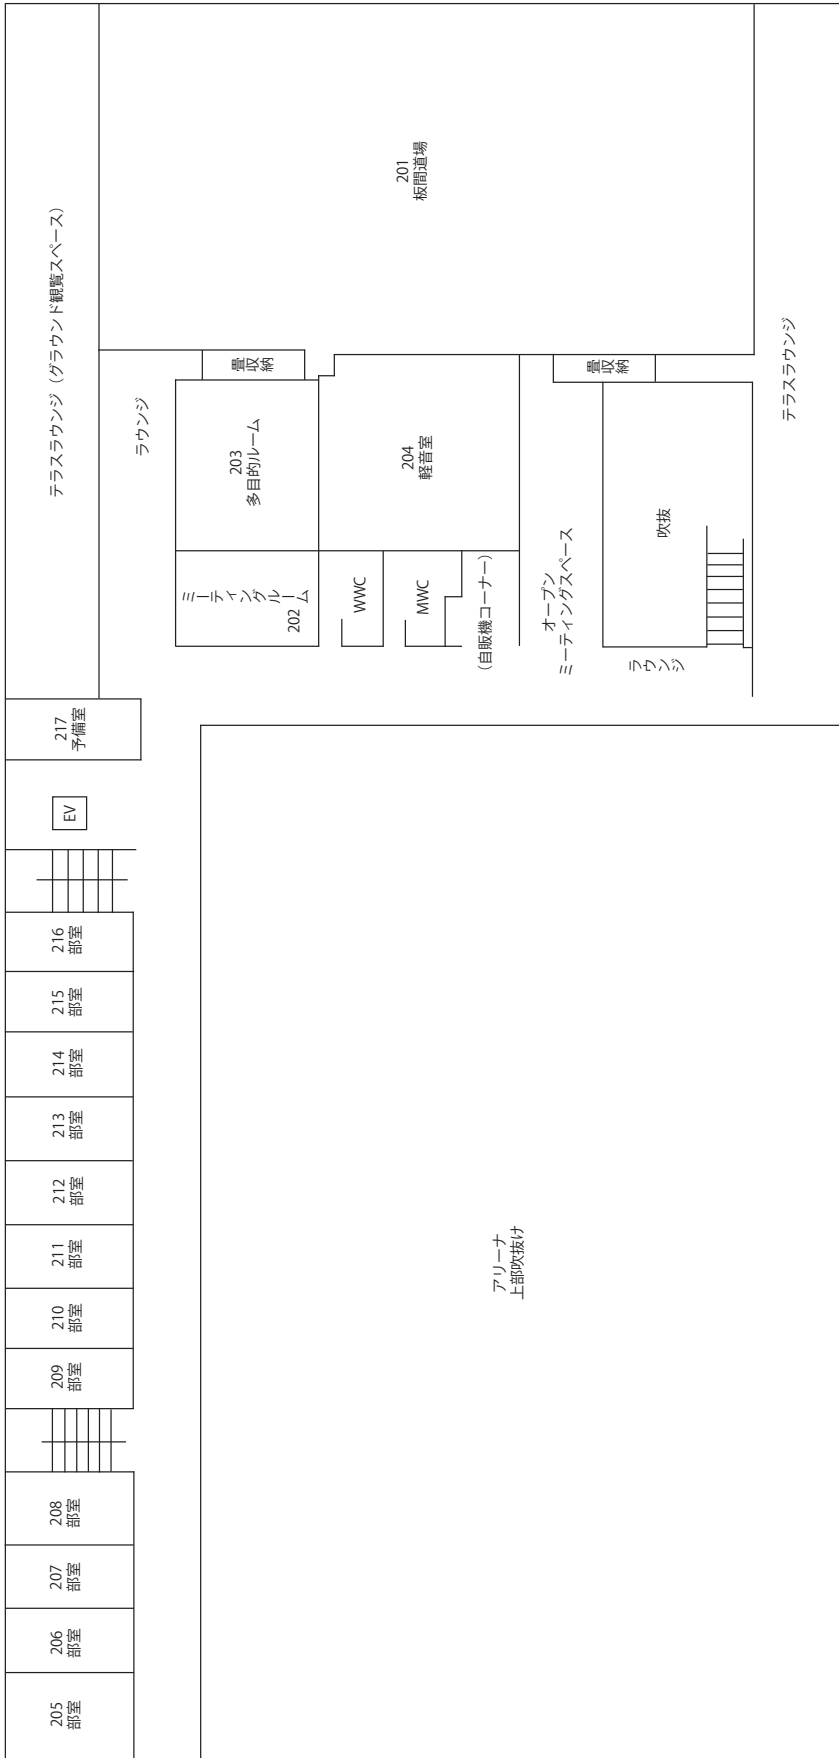 テラスラウンジ（グラウンド観覧スペース）
201
板間道場
テラスラウンジ
ラウンジ
畳収
納
203
多目的ルーム
204
軽音室
畳収
納
吹抜
ミーティングルーム
202
WWC
MWC
（自販機コーナー）
オープン
ミーティングスペース
ラウンジ
217
予備室
EV
216
部室
215
部室
214
部室
213
部室
212
部室
211
部室
210
部室
209
部室
208
部室
207
部室
206
部室
205
部室
アリーナ
上部吹抜け